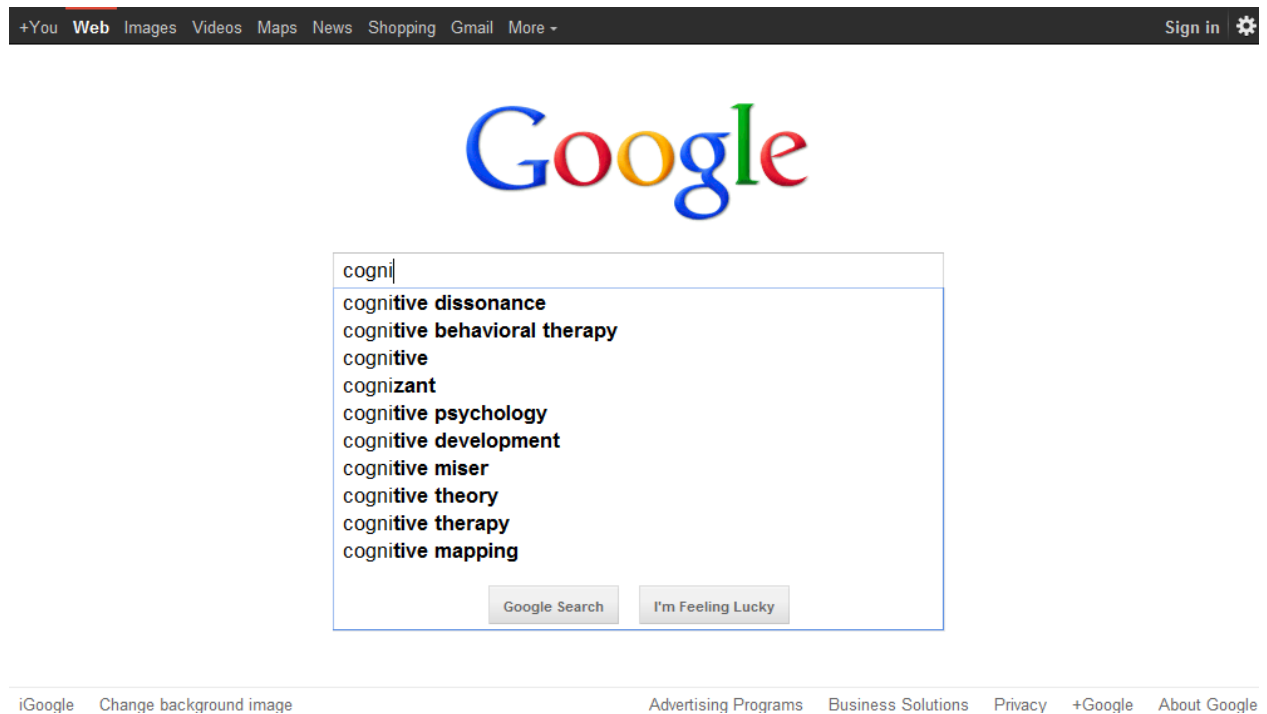 +You Web Images Videos Maps News Shopping Gmail More Sign in
Google
cogni
cognitive dissonance
cognitive behavioral therapy
cognitive
cognizant
cognitive psychology
cognitive development
cognitive miser
cognitive theory
cognitive therapy
cognitive mapping
Google Search I'm Feeling Lucky
iGoogle Change background image Advertising Programs Business Solutions Privacy +Google About Google